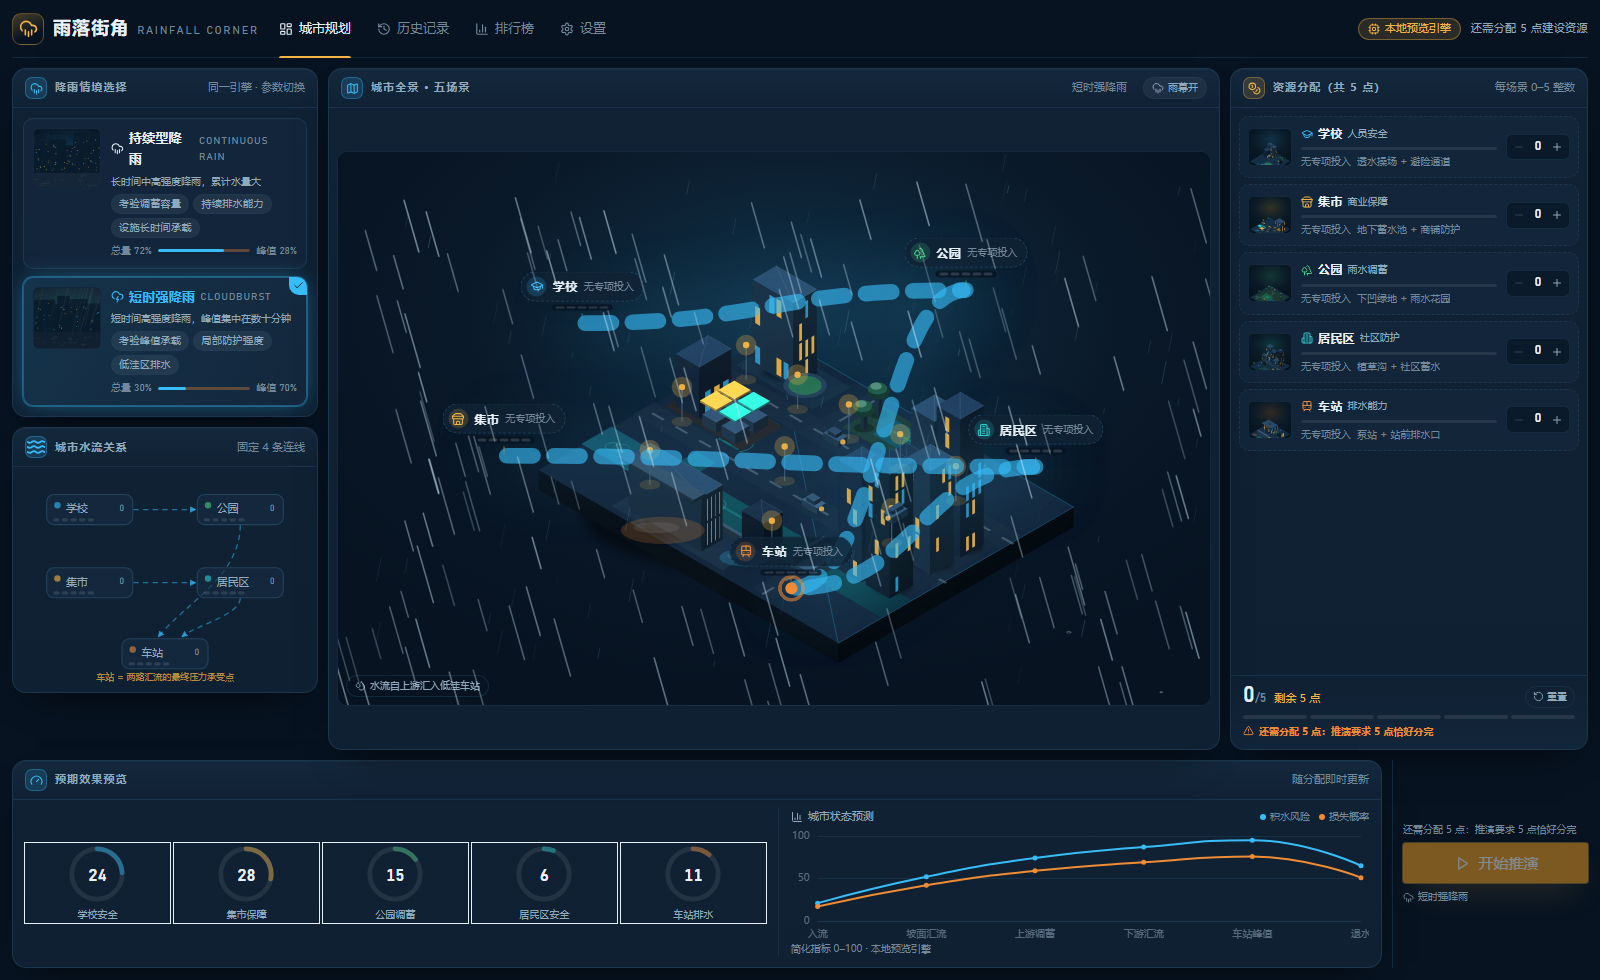 雨落街角 RAINFALL CORNER 城市规划 历史记录 排行榜 设置 本地预览引擎 还需分配 5 点建设资源
降雨情境选择 同一引擎 · 参数切换
持续型降雨 CONTINUOUS RAIN
长时间中高强度降雨，累计水量大
考验调蓄容量 持续排水能力
设施长时间承载
总量 72% 峰值 28%
短时强降雨 CLOUDBURST
短时间高强度降雨，峰值集中在数十分钟
考验峰值承载 局部防护强度
低洼区排水
总量 30% 峰值 70%
城市水流关系 固定 4 条连线
学校 0 公园 0
集市 0 居民区 0
车站 0
车站 = 两路汇流的最终压力承受点
城市全景 • 五场景 短时强降雨 雨幕开
公园 无专项投入
学校 无专项投入
集市 无专项投入
居民区 无专项投入
车站 无专项投入
水流自上游汇入低洼车站
资源分配（共 5 点） 每场景 0–5 整数
学校 人员安全
无专项投入 透水操场 + 避险通道
− 0 +
集市 商业保障
无专项投入 地下蓄水池 + 商铺防护
− 0 +
公园 雨水调蓄
无专项投入 下凹绿地 + 雨水花园
− 0 +
居民区 社区防护
无专项投入 植草沟 + 社区蓄水
− 0 +
车站 排水能力
无专项投入 泵站 + 站前排水口
− 0 +
0/5 剩余 5 点 重置
还需分配 5 点：推演要求 5 点恰好分完
预期效果预览 随分配即时更新
24 学校安全
28 集市保障
15 公园调蓄
6 居民区安全
11 车站排水
城市状态预测 积水风险 损失概率
100
50
0
入流 坡面汇流 上游调蓄 下游汇流 车站峰值 退水
简化指标 0–100 · 本地预览引擎
还需分配 5 点：推演要求 5 点恰好分完
开始推演
短时强降雨